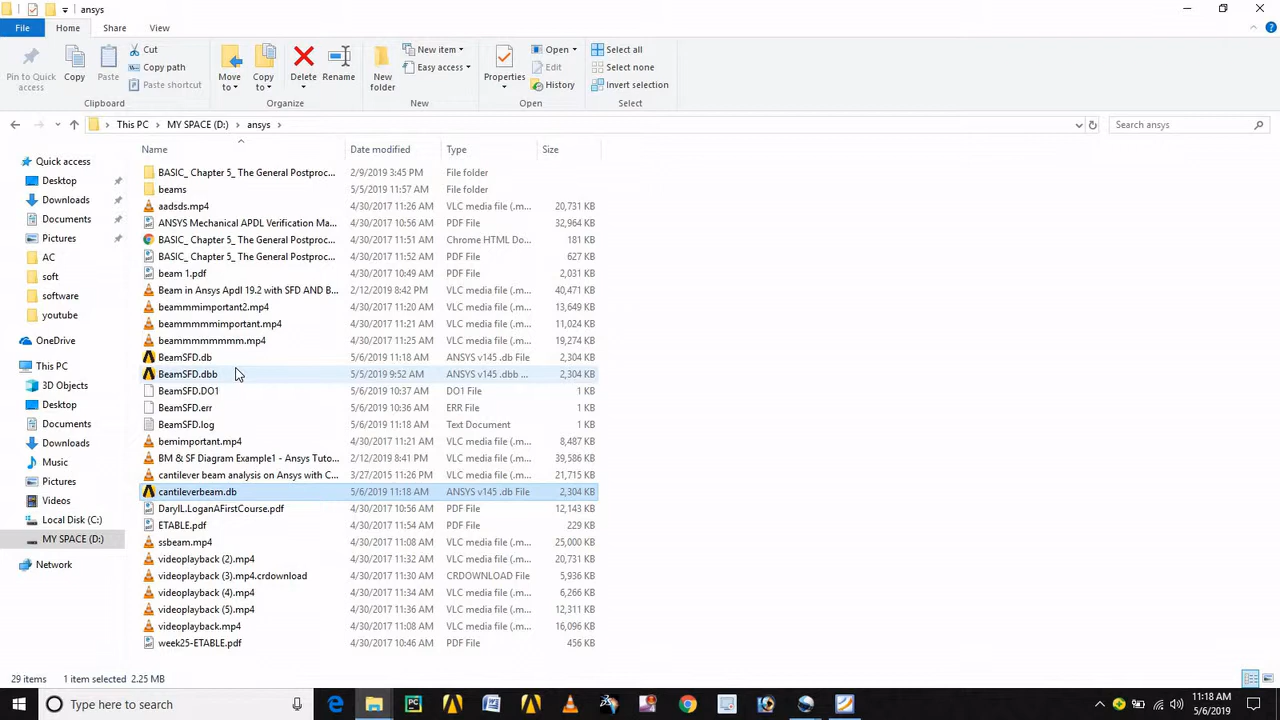 ansys
File Home Share View
Pin to Quick access
Copy
Paste
Cut
Copy path
Paste shortcut
Clipboard
Move to
Copy to
Delete
Rename
Organize
New folder
New item
Easy access
New
Properties
Open
Edit
History
Open
Select all
Select none
Invert selection
Select
This PC > MY SPACE (D:) > ansys >
Search ansys
Name Date modified Type Size
Quick access
Desktop
Downloads
Documents
Pictures
AC
soft
software
youtube
OneDrive
This PC
3D Objects
Desktop
Documents
Downloads
Music
Pictures
Videos
Local Disk (C:)
MY SPACE (D:)
Network
BASIC_ Chapter 5_ The General Postproc... 2/9/2019 3:45 PM File folder
beams 5/5/2019 11:57 AM File folder
aadsds.mp4 4/30/2017 11:26 AM VLC media file (.m... 20,731 KB
ANSYS Mechanical APDL Verification Ma... 4/30/2017 10:56 AM PDF File 32,964 KB
BASIC_ Chapter 5_ The General Postproc... 4/30/2017 11:51 AM Chrome HTML Do... 181 KB
BASIC_ Chapter 5_ The General Postproc... 4/30/2017 11:52 AM PDF File 627 KB
beam 1.pdf 4/30/2017 10:49 AM PDF File 2,031 KB
Beam in Ansys Apdl 19.2 with SFD AND B... 2/12/2019 8:42 PM VLC media file (.m... 40,471 KB
beammmimportant2.mp4 4/30/2017 11:20 AM VLC media file (.m... 13,649 KB
beammmmmimportant.mp4 4/30/2017 11:21 AM VLC media file (.m... 11,024 KB
beammmmmmmm.mp4 4/30/2017 11:25 AM VLC media file (.m... 19,274 KB
BeamSFD.db 5/6/2019 11:18 AM ANSYS v145 .db File 2,304 KB
BeamSFD.dbb 5/5/2019 9:52 AM ANSYS v145 .dbb ... 2,304 KB
BeamSFD.DO1 5/6/2019 10:37 AM DO1 File 1 KB
BeamSFD.err 5/6/2019 10:36 AM ERR File 1 KB
BeamSFD.log 5/6/2019 11:18 AM Text Document 1 KB
bemimportant.mp4 4/30/2017 11:21 AM VLC media file (.m... 8,487 KB
BM & SF Diagram Example1 - Ansys Tuto... 2/12/2019 8:41 PM VLC media file (.m... 39,586 KB
cantilever beam analysis on Ansys with C... 3/27/2015 11:26 PM VLC media file (.m... 21,715 KB
cantileverbeam.db 5/6/2019 11:18 AM ANSYS v145 .db File 2,304 KB
DaryIL.LoganAFirstCourse.pdf 4/30/2017 10:56 AM PDF File 12,143 KB
ETABLE.pdf 4/30/2017 11:54 AM PDF File 229 KB
ssbeam.mp4 4/30/2017 11:08 AM VLC media file (.m... 25,000 KB
videoplayback (2).mp4 4/30/2017 11:32 AM VLC media file (.m... 20,731 KB
videoplayback (3).mp4.crdownload 4/30/2017 11:30 AM CRDOWNLOAD File 5,936 KB
videoplayback (4).mp4 4/30/2017 11:34 AM VLC media file (.m... 6,266 KB
videoplayback (5).mp4 4/30/2017 11:36 AM VLC media file (.m... 12,311 KB
videoplayback.mp4 4/30/2017 11:08 AM VLC media file (.m... 16,096 KB
week25-ETABLE.pdf 4/30/2017 10:46 AM PDF File 456 KB
29 items 1 item selected 2.25 MB
Type here to search
11:18 AM
5/6/2019